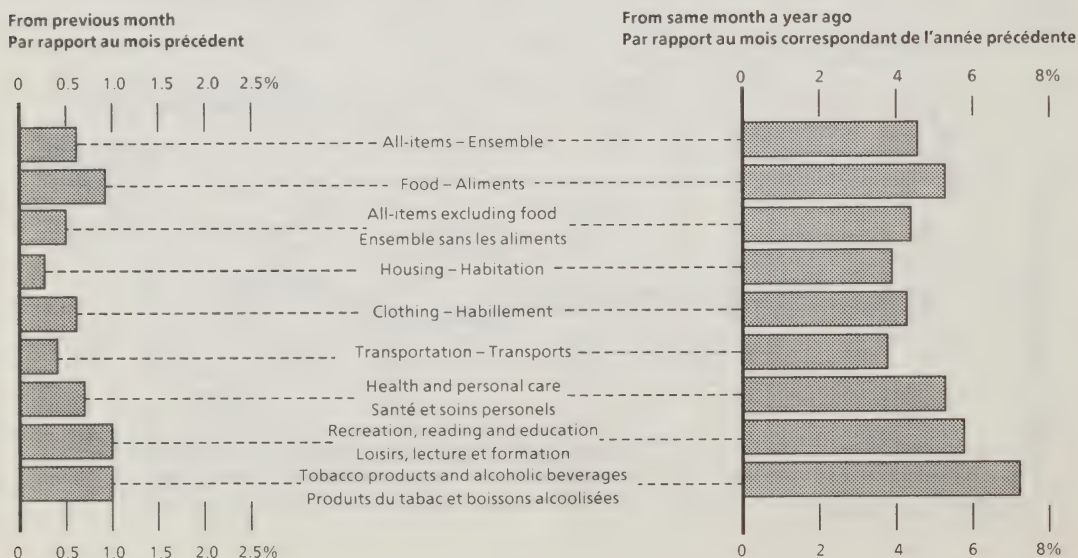 From previous month
Par rapport au mois précédent
From same month a year ago
Par rapport au mois correspondant de l'année précédente
0 0.5 1.0 1.5 2.0 2.5%
0 2 4 6 8%
All-items – Ensemble
Food – Aliments
All-items excluding food
Ensemble sans les aliments
Housing – Habitation
Clothing – Habillement
Transportation – Transports
Health and personal care
Santé et soins personels
Recreation, reading and education
Loisirs, lecture et formation
Tobacco products and alcoholic beverages
Produits du tabac et boissons alcoolisées
0 0.5 1.0 1.5 2.0 2.5%
0 2 4 6 8%